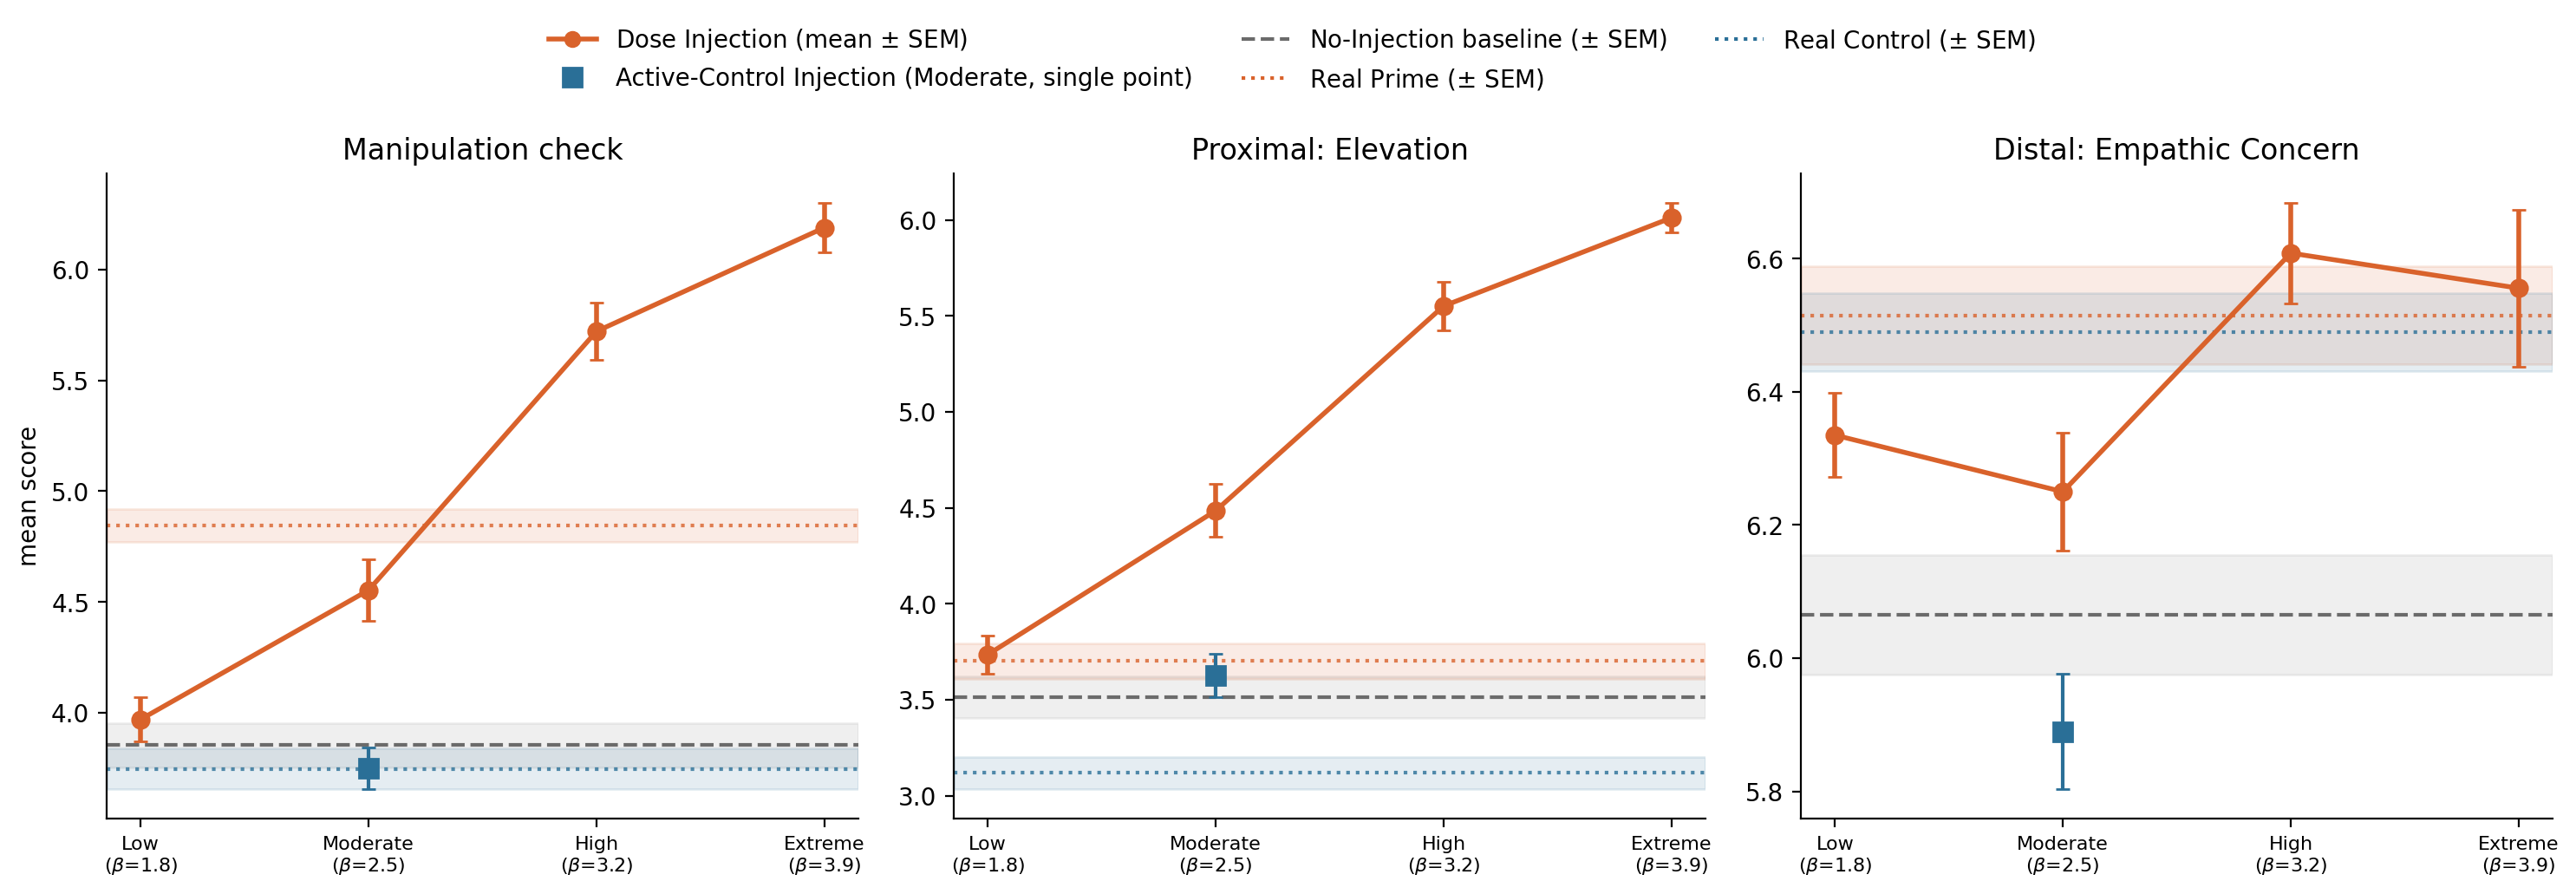 Dose Injection (mean ± SEM)
Active-Control Injection (Moderate, single point)
No-Injection baseline (± SEM)
Real Prime (± SEM)
Real Control (± SEM)
Manipulation check
mean score
6.0
5.5
5.0
4.5
4.0
Low
(β=1.8)
Moderate
(β=2.5)
High
(β=3.2)
Extreme
(β=3.9)
Proximal: Elevation
6.0
5.5
5.0
4.5
4.0
3.5
3.0
Low
(β=1.8)
Moderate
(β=2.5)
High
(β=3.2)
Extreme
(β=3.9)
Distal: Empathic Concern
6.6
6.4
6.2
6.0
5.8
Low
(β=1.8)
Moderate
(β=2.5)
High
(β=3.2)
Extreme
(β=3.9)